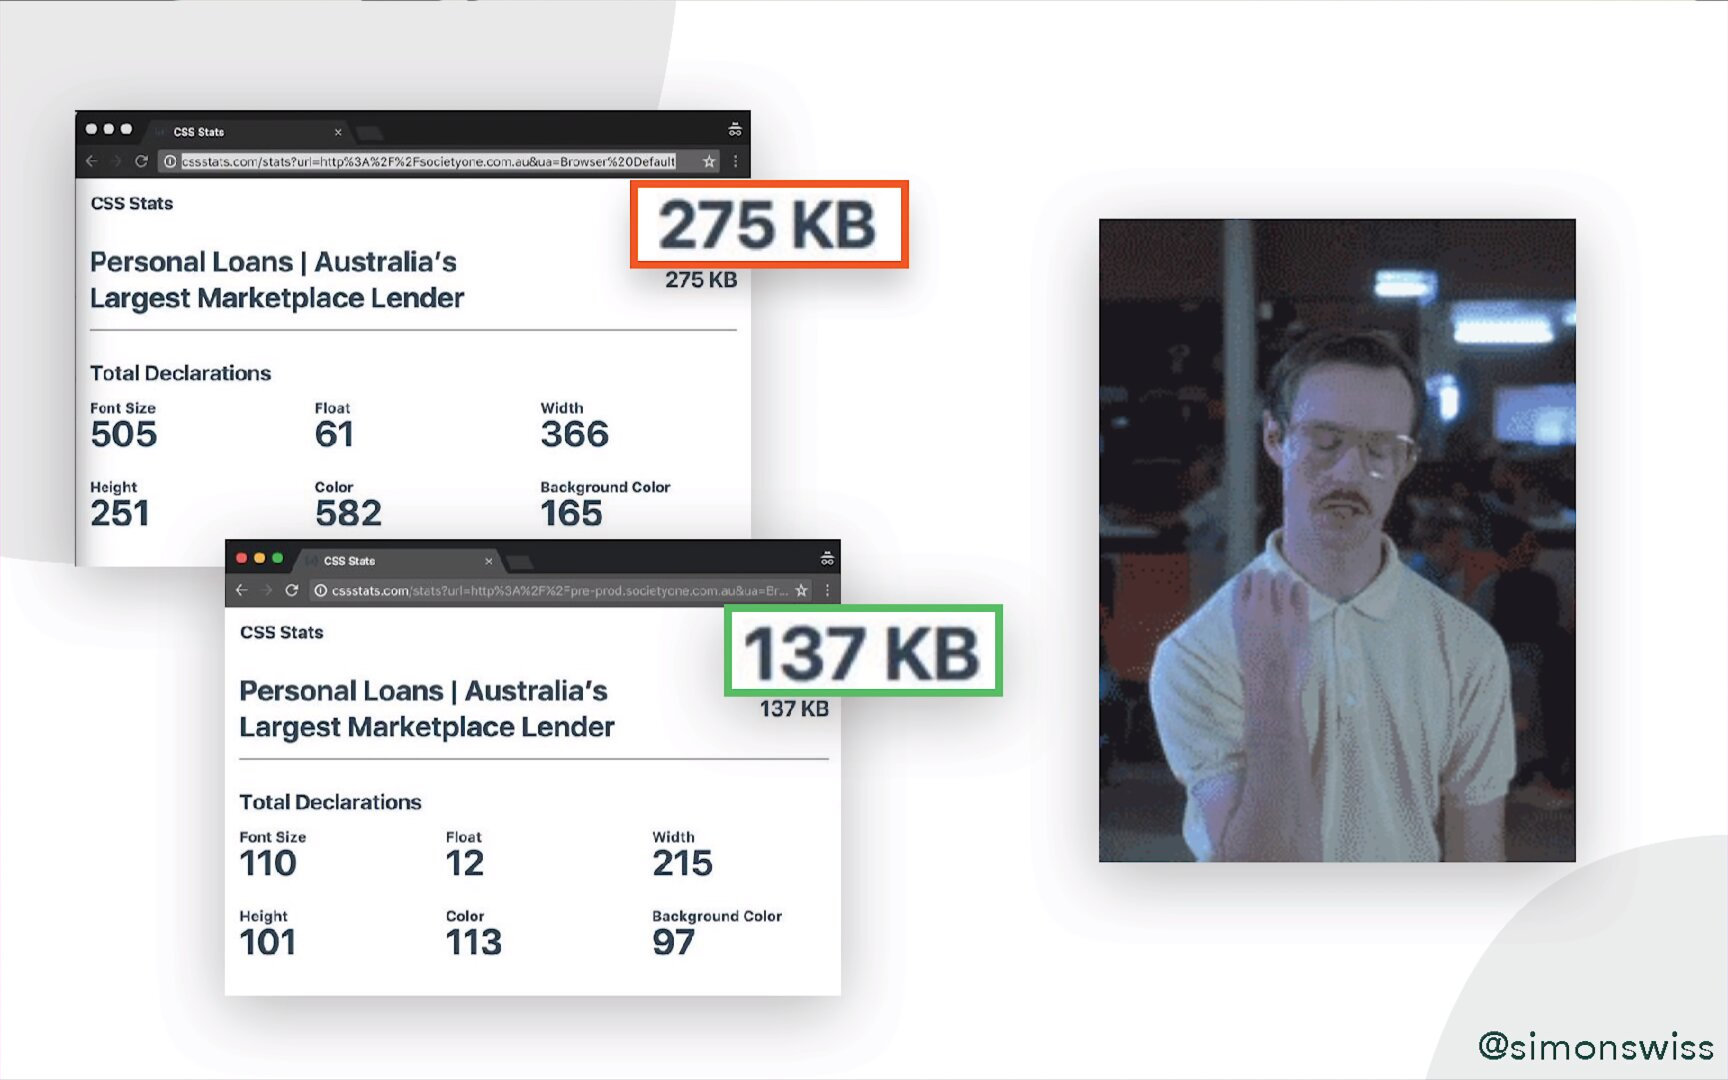 CSS Stats
cssstats.com/stats?url=http%3A%2F%2Fsocietyone.com.au&ua=Browser%20Default
CSS Stats
275 KB
Personal Loans | Australia’s
Largest Marketplace Lender
275 KB
Total Declarations
Font Size
505
Float
61
Width
366
Height
251
Color
582
Background Color
165
CSS Stats
cssstats.com/stats?url=http%3A%2F%2Fpre-prod.societyone.com.au&ua=Br...
CSS Stats
137 KB
Personal Loans | Australia’s
Largest Marketplace Lender
137 KB
Total Declarations
Font Size
110
Float
12
Width
215
Height
101
Color
113
Background Color
97
@simonswiss